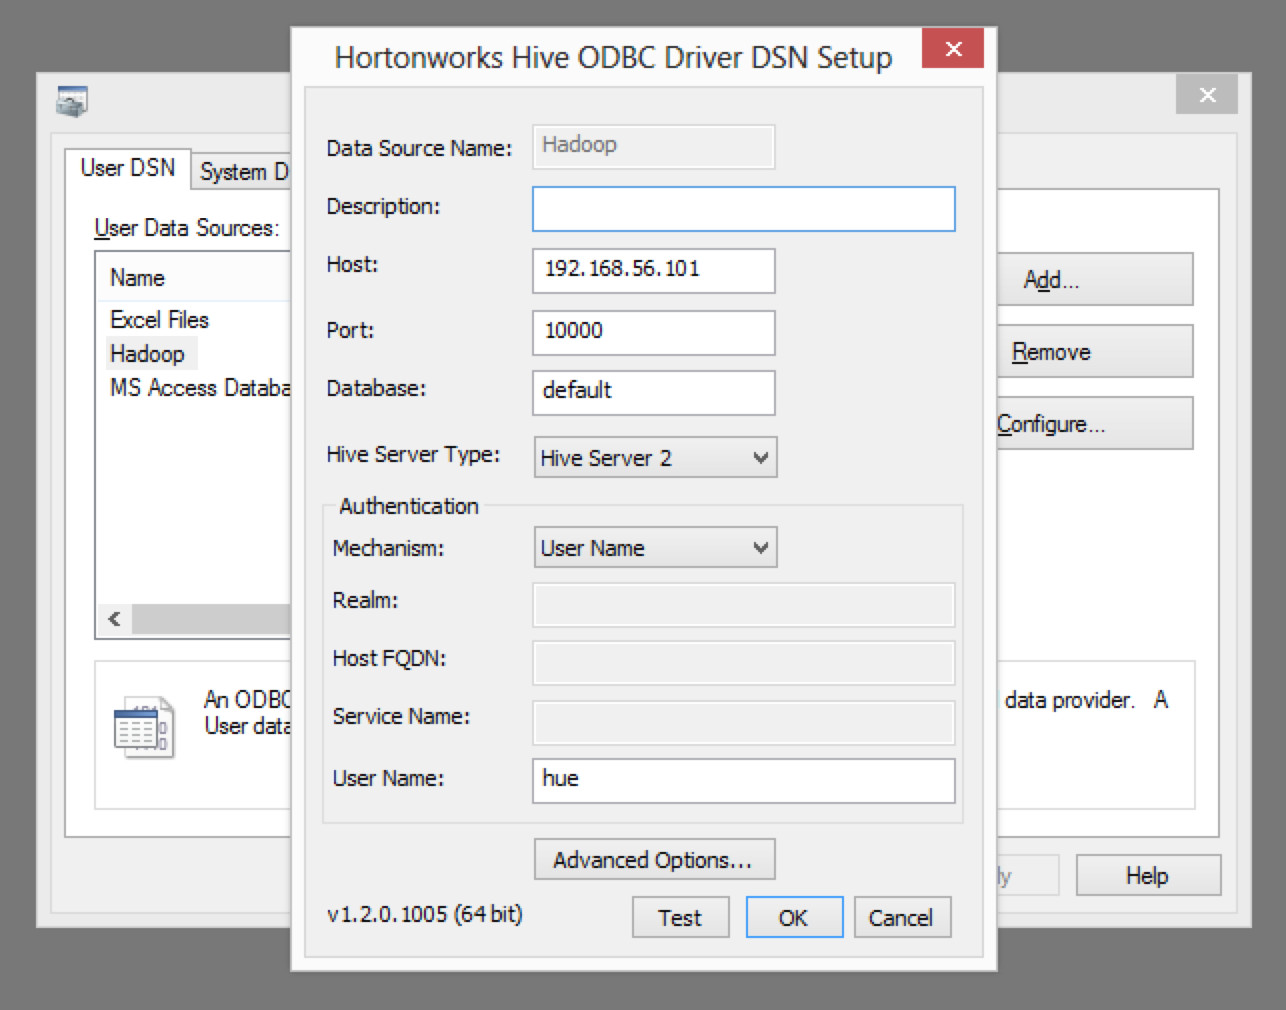 Hortonworks Hive ODBC Driver DSN Setup
User DSN
System D
User Data Sources:
Name
Excel Files
Hadoop
MS Access Databa
An ODBC
User data
Data Source Name:
Hadoop
Description:
Host:
192.168.56.101
Port:
10000
Database:
default
Hive Server Type:
Hive Server 2
Authentication
Mechanism:
User Name
Realm:
Host FQDN:
Service Name:
User Name:
hue
Advanced Options...
v1.2.0.1005 (64 bit)
Test
OK
Cancel
Add...
Remove
Configure...
data provider. A
ly
Help